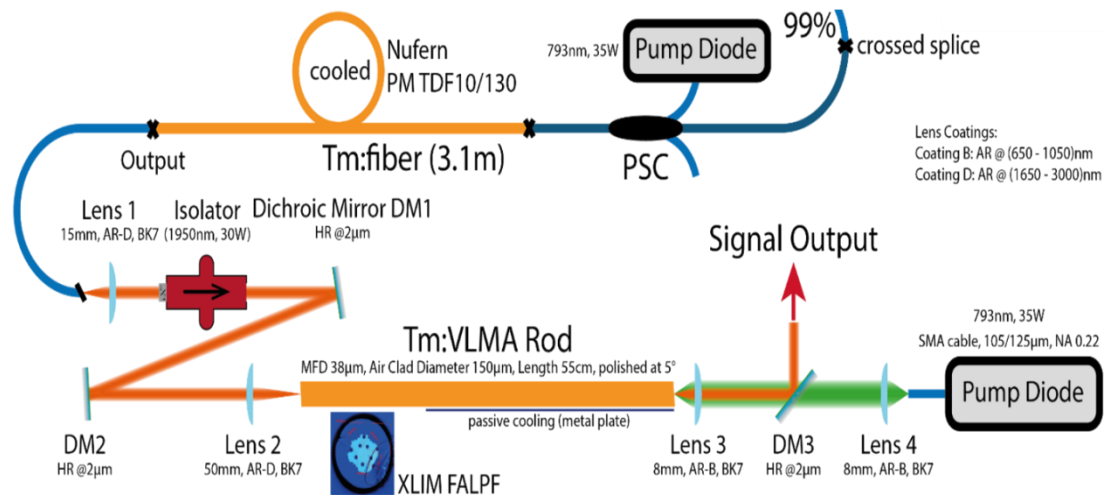 99%
crossed splice
793nm, 35W
Pump Diode
cooled
Nufern
PM TDF10/130
Output
Tm:fiber (3.1m)
PSC
Lens Coatings:
Coating B: AR @ (650 - 1050)nm
Coating D: AR @ (1650 - 3000)nm
Lens 1
15mm, AR-D, BK7
Isolator
(1950nm, 30W)
Dichroic Mirror DM1
HR @2µm
Signal Output
Tm:VLMA Rod
MFD 38µm, Air Clad Diameter 150µm, Length 55cm, polished at 5°
793nm, 35W
SMA cable, 105/125µm, NA 0.22
Pump Diode
passive cooling (metal plate)
DM2
HR @2µm
Lens 2
50mm, AR-D, BK7
XLIM FALPF
Lens 3
8mm, AR-B, BK7
DM3
HR @2µm
Lens 4
8mm, AR-B, BK7